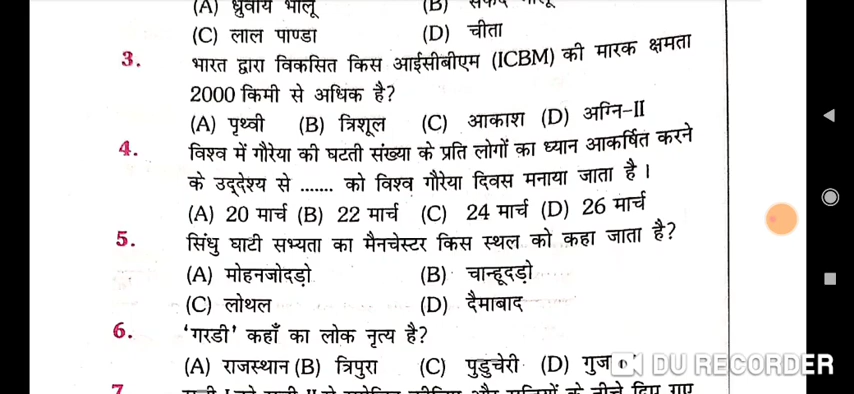 (A) ध्रुवीय भालू (B) सफेद भालू
(C) लाल पाण्डा (D) चीता
3. भारत द्वारा विकसित किस आईसीबीएम (ICBM) की मारक क्षमता
2000 किमी से अधिक है?
(A) पृथ्वी (B) त्रिशूल (C) आकाश (D) अग्नि-II
4. विश्व में गौरेया की घटती संख्या के प्रति लोगों का ध्यान आकर्षित करने
के उद्देश्य से ....... को विश्व गौरेया दिवस मनाया जाता है ।
(A) 20 मार्च (B) 22 मार्च (C) 24 मार्च (D) 26 मार्च
5. सिंधु घाटी सभ्यता का मैनचेस्टर किस स्थल को कहा जाता है?
(A) मोहनजोदड़ो (B) चान्हूदड़ो
(C) लोथल (D) दैमाबाद
6. 'गरडी' कहाँ का लोक नृत्य है?
(A) राजस्थान (B) त्रिपुरा (C) पुडुचेरी (D)
DU RECORDER
7.